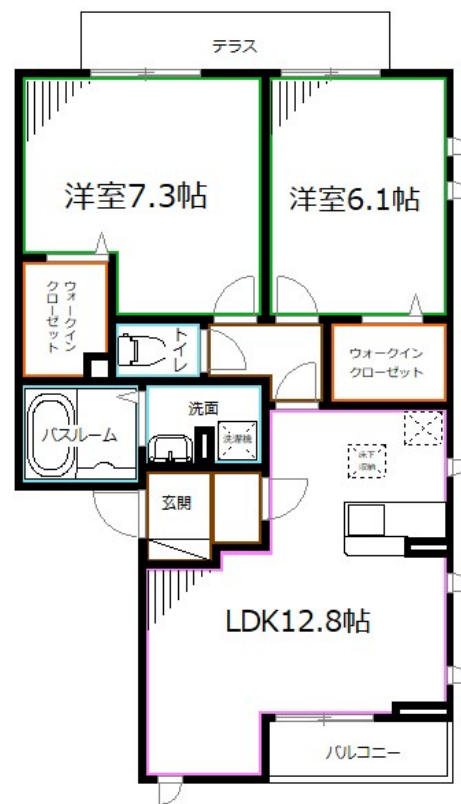 テラス
洋室7.3帖
洋室6.1帖
ウォークイン
クローゼット
トイレ
ウォークイン
クローゼット
洗面
バスルーム
洗濯機
床下
収納
玄関
LDK12.8帖
バルコニー